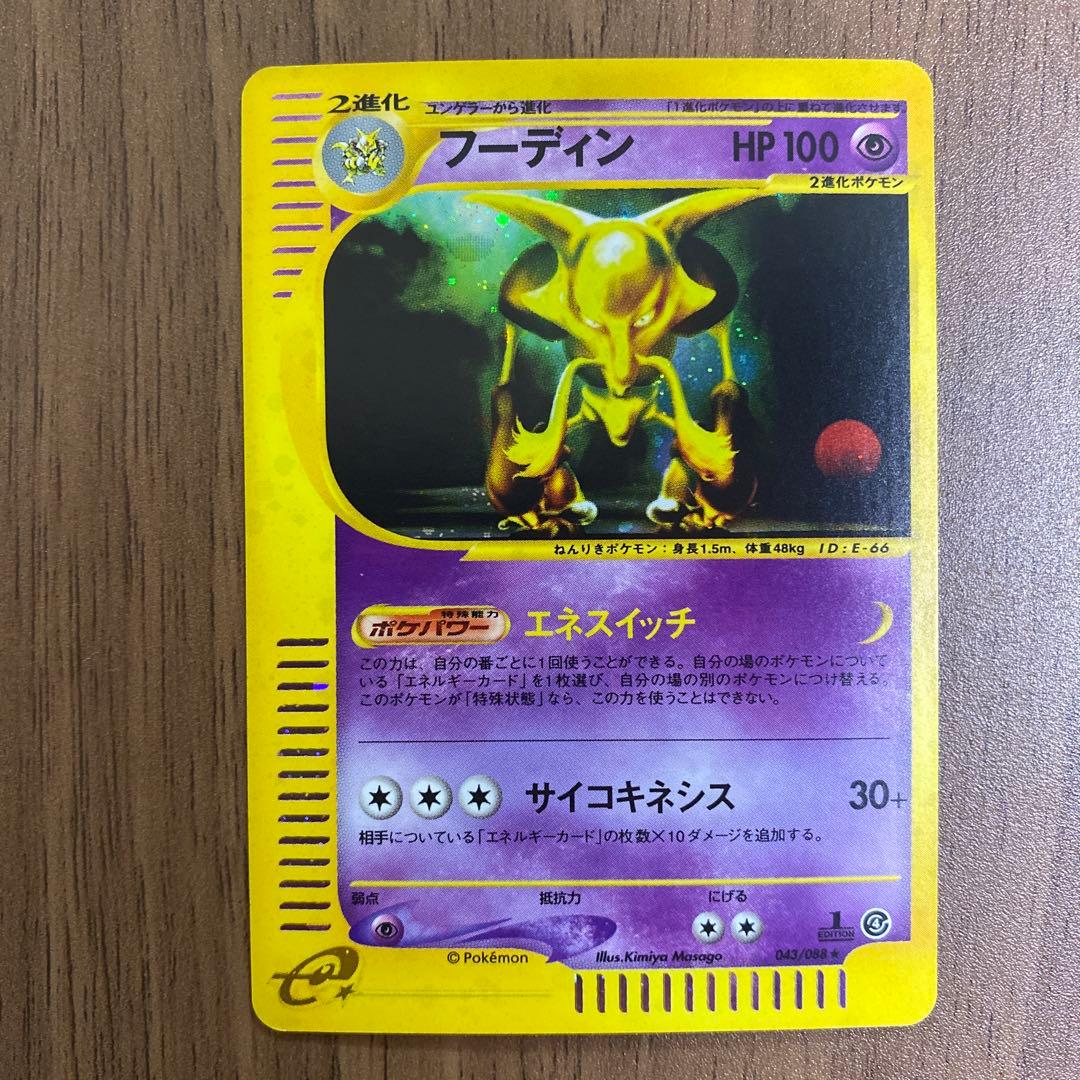 2進化 ユンゲラーから進化 「1進化ポケモン」の上に重ねて進化させます
フーディン HP 100
2進化ポケモン
ねんりきポケモン：身長1.5m、体重48kg ID：E-66
特殊能力
ポケパワー エネスイッチ
この力は、自分の番ごとに1回使うことができる。自分の場のポケモンについて
いる「エネルギーカード」を1枚選び、自分の場の別のポケモンにつけ替える。
このポケモンが「特殊状態」なら、この力を使うことはできない。
サイコキネシス 30+
相手についている「エネルギーカード」の枚数×10ダメージを追加する。
弱点 抵抗力 にげる
1
EDITION
© Pokémon Illus.Kimiya Masago 043/088★
e